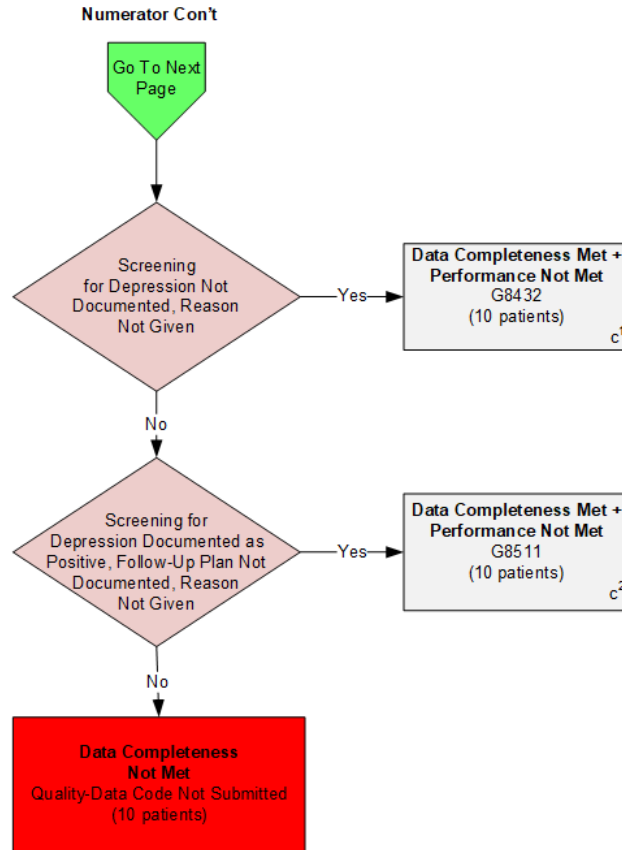 Numerator Con't
Go To Next
Page
Screening
for Depression Not
Documented, Reason
Not Given
Yes
Data Completeness Met +
Performance Not Met
G8432
(10 patients)
c¹
No
Screening for
Depression Documented as
Positive, Follow-Up Plan Not
Documented, Reason
Not Given
Yes
Data Completeness Met +
Performance Not Met
G8511
(10 patients)
c²
No
Data Completeness
Not Met
Quality-Data Code Not Submitted
(10 patients)